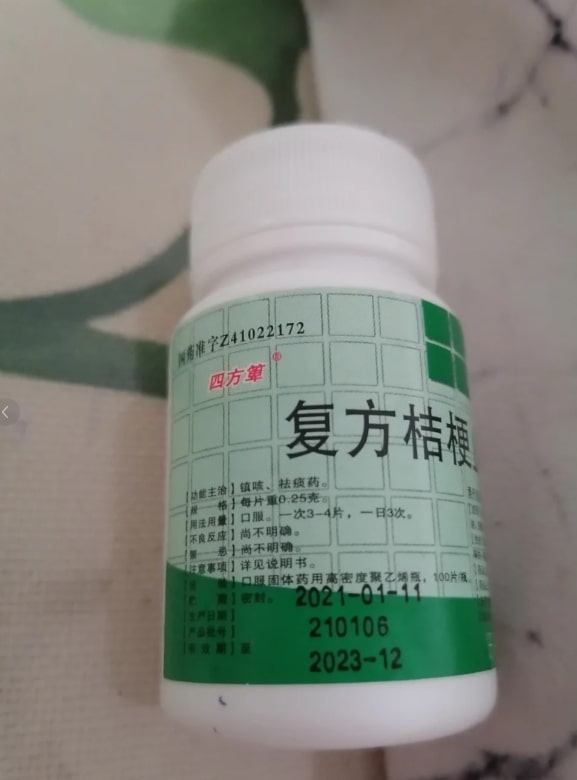 国药准字Z41022172
四方箄®
复方桔梗
【功能主治】镇咳、祛痰药。
【规 格】每片重0.25克。
【用法用量】口服。一次3-4片，一日3次。
【不良反应】尚不明确。
【禁 忌】尚不明确。
【注意事项】详见说明书。
【包 装】口服固体药用高密度聚乙烯瓶，100片/瓶。
【贮 藏】密封。
【生产日期】2021-01-11
【产品批号】210106
【有效期】至 2023-12